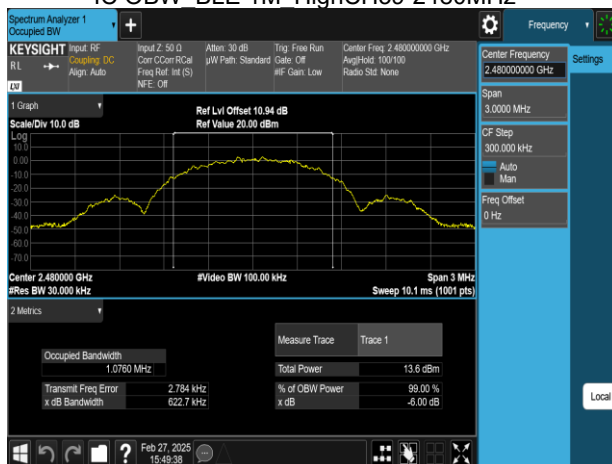 IC OBW BLE 1M HighCH39 2480MHz
Spectrum Analyzer 1
Occupied BW
Frequency
KEYSIGHT
Input: RF
Coupling: DC
Align: Auto
Input Z: 50 Ω
Corr CCorr RCal
Freq Ref: Int (S)
NFE: Off
Atten: 30 dB
µW Path: Standard
Trig: Free Run
Gate: Off
#IF Gain: Low
Center Freq: 2.480000000 GHz
Avg|Hold: 100/100
Radio Std: None
RL
LXI
Center Frequency
2.480000000 GHz
Settings
Span
3.0000 MHz
CF Step
300.000 kHz
Auto
Man
Freq Offset
0 Hz
1 Graph
Scale/Div 10.0 dB
Ref Lvl Offset 10.94 dB
Ref Value 20.00 dBm
Log
10.0
0.00
-10.0
-20.0
-30.0
-40.0
-50.0
-60.0
-70.0
Center 2.480000 GHz
#Video BW 100.00 kHz
Span 3 MHz
#Res BW 30.000 kHz
Sweep 10.1 ms (1001 pts)
2 Metrics
Measure Trace
Trace 1
Occupied Bandwidth
1.0760 MHz
Total Power
13.6 dBm
Transmit Freq Error
2.784 kHz
% of OBW Power
99.00 %
x dB Bandwidth
622.7 kHz
x dB
-6.00 dB
Local
?
Feb 27, 2025
15:49:38